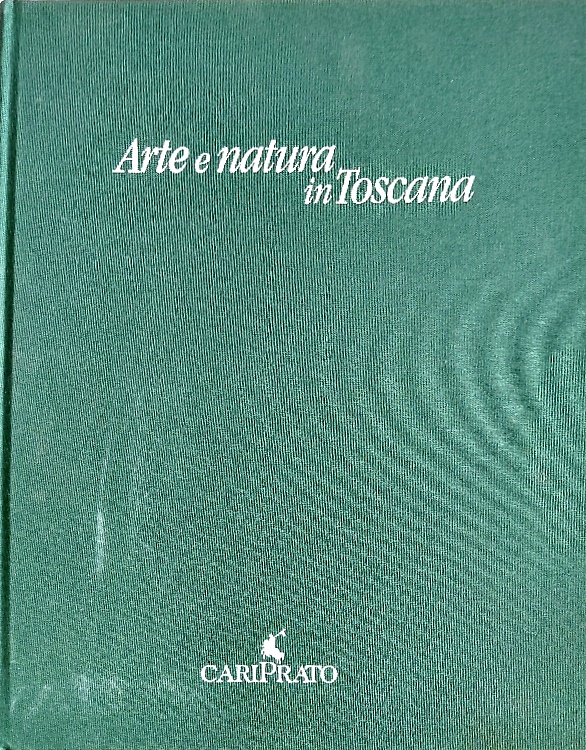 Arte e natura
in Toscana
CARIPRATO